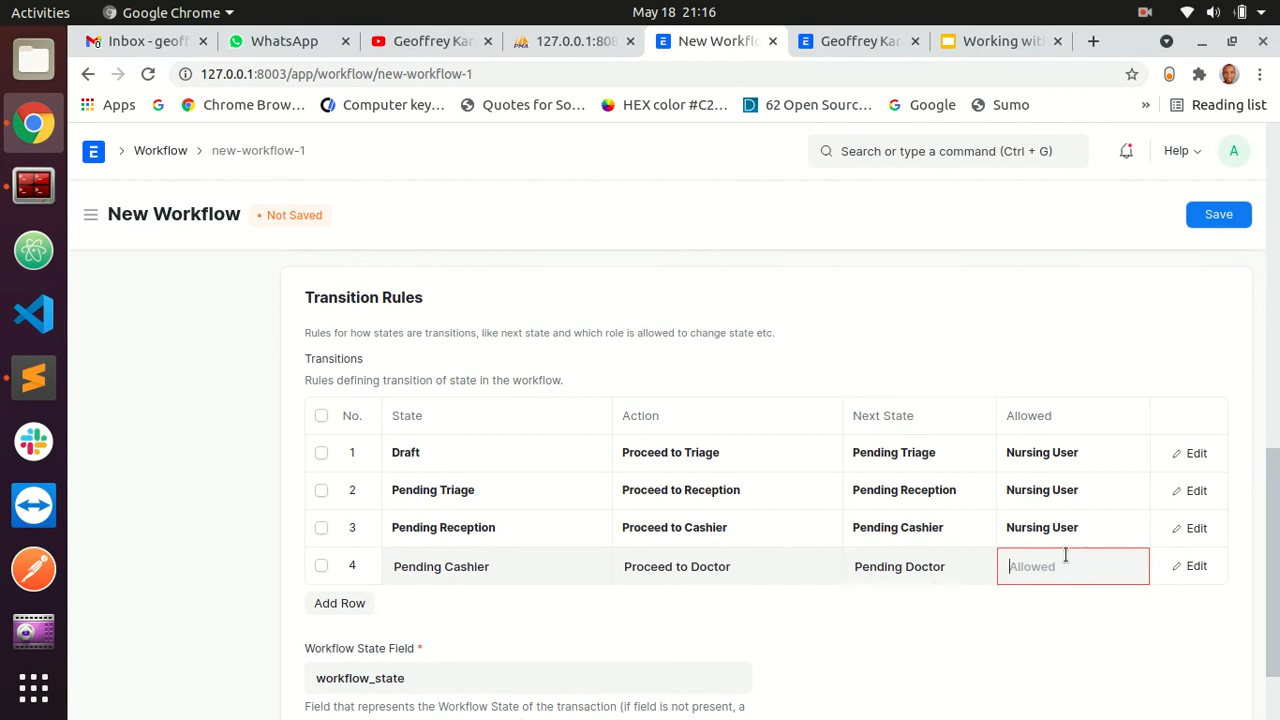 Activities Google Chrome May 18 21:16
Inbox - geoff WhatsApp Geoffrey Kar 127.0.0.1:808 New Workfl Geoffrey Kar Working wit
127.0.0.1:8003/app/workflow/new-workflow-1
Apps Chrome Brow... Computer key... Quotes for So... HEX color #C2... 62 Open Sourc... Google Sumo » Reading list
E Workflow new-workflow-1 Search or type a command (Ctrl + G) Help A
New Workflow • Not Saved Save
Transition Rules
Rules for how states are transitions, like next state and which role is allowed to change state etc.
Transitions
Rules defining transition of state in the workflow.
No. State Action Next State Allowed
1 Draft Proceed to Triage Pending Triage Nursing User Edit
2 Pending Triage Proceed to Reception Pending Reception Nursing User Edit
3 Pending Reception Proceed to Cashier Pending Cashier Nursing User Edit
4 Pending Cashier Proceed to Doctor Pending Doctor Allowed Edit
Add Row
Workflow State Field *
workflow_state
Field that represents the Workflow State of the transaction (if field is not present, a